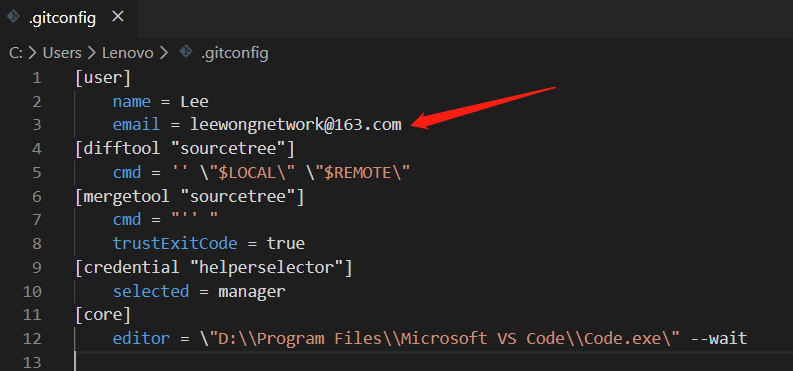 .gitconfig ×
C: > Users > Lenovo > .gitconfig
1 [user]
2 name = Lee
3 email = leewongnetwork@163.com
4 [difftool "sourcetree"]
5 cmd = '' \"$LOCAL\" \"$REMOTE\"
6 [mergetool "sourcetree"]
7 cmd = "'' "
8 trustExitCode = true
9 [credential "helperselector"]
10 selected = manager
11 [core]
12 editor = \"D:\\Program Files\\Microsoft VS Code\\Code.exe\" --wait
13